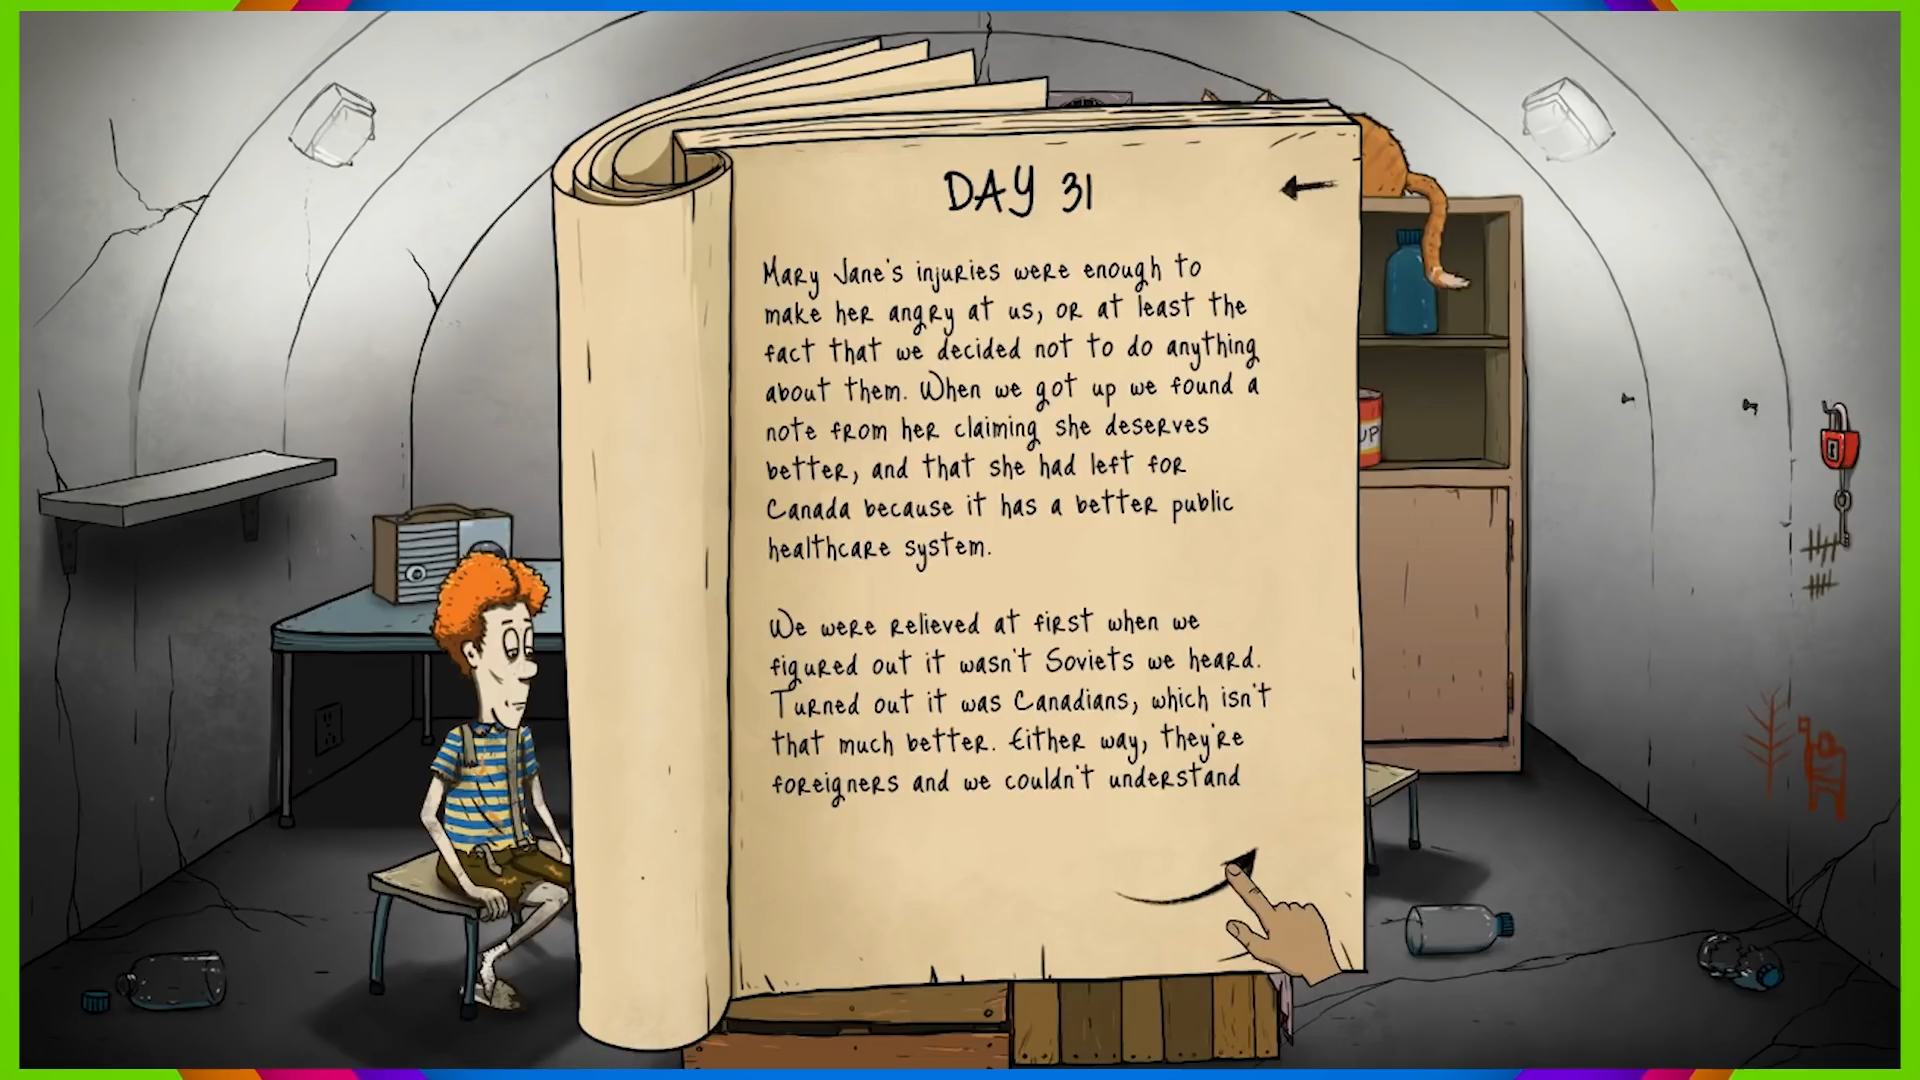 DAY 31
Mary Jane's injuries were enough to
make her angry at us, or at least the
fact that we decided not to do anything
about them. When we got up we found a
note from her claiming she deserves
better, and that she had left for
Canada because it has a better public
healthcare system.
We were relieved at first when we
figured out it wasn't Soviets we heard.
Turned out it was Canadians, which isn't
that much better. Either way, they're
foreigners and we couldn't understand
UP